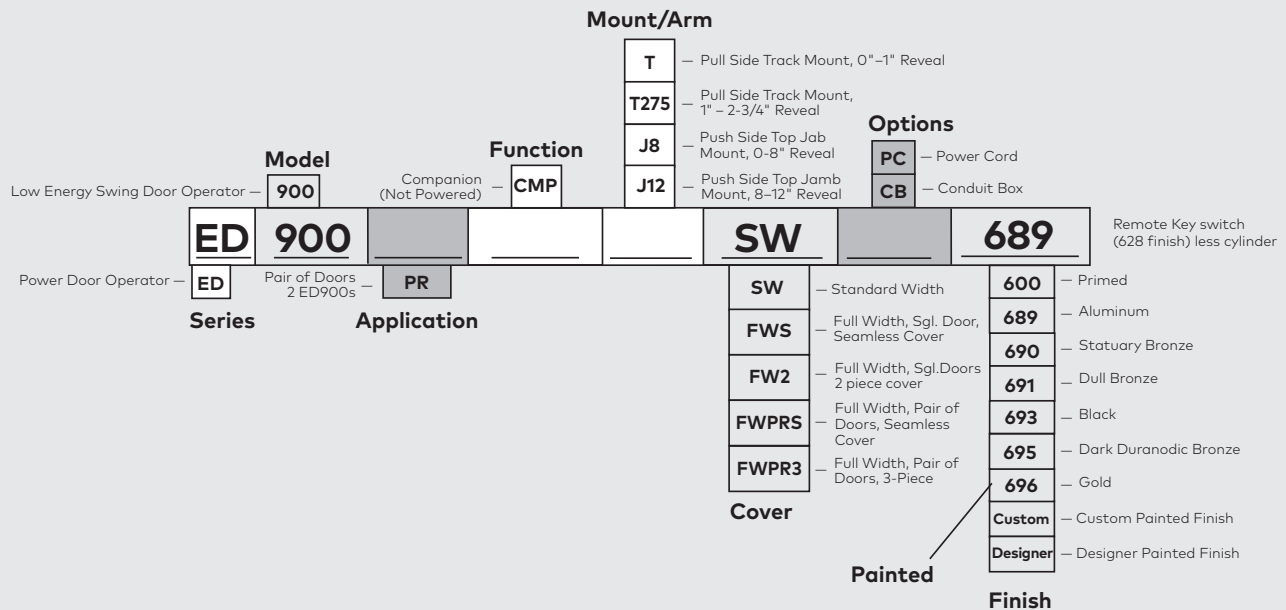 Mount/Arm
T — Pull Side Track Mount, 0"–1" Reveal
T275 — Pull Side Track Mount,
1" – 2-3/4" Reveal
J8 — Push Side Top Jab
Mount, 0-8" Reveal
J12 — Push Side Top Jamb
Mount, 8–12" Reveal
Options
PC — Power Cord
CB — Conduit Box
Function
Companion
(Not Powered) — CMP
Model
Low Energy Swing Door Operator — 900
ED 900 SW 689
Remote Key switch
(628 finish) less cylinder
Power Door Operator — ED
Series
Pair of Doors
2 ED900s — PR
Application
SW — Standard Width
FWS — Full Width, Sgl. Door,
Seamless Cover
FW2 — Full Width, Sgl.Doors
2 piece cover
FWPRS — Full Width, Pair of
Doors, Seamless
Cover
FWPR3 — Full Width, Pair of
Doors, 3-Piece
Cover
600 — Primed
689 — Aluminum
690 — Statuary Bronze
691 — Dull Bronze
693 — Black
695 — Dark Duranodic Bronze
696 — Gold
Custom — Custom Painted Finish
Designer — Designer Painted Finish
Painted
Finish